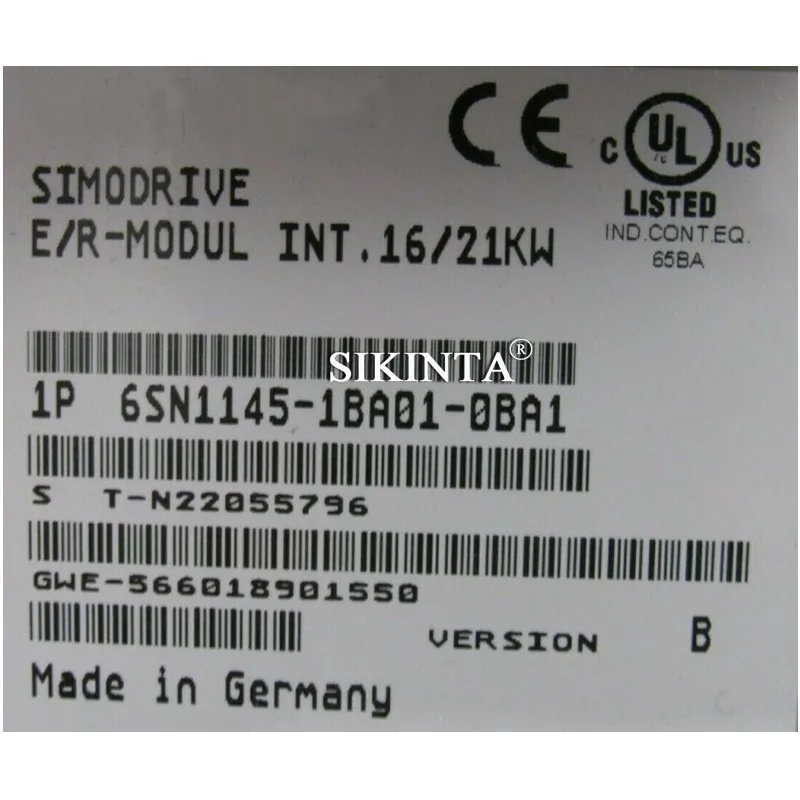 CE
C UL US
LISTED
IND.CONT.EQ.
65BA
SIMODRIVE
E/R-MODUL INT.16/21KW
SIKINTA®
1P 6SN1145-1BA01-0BA1
S T-N22055796
GWE-566018901550
VERSION B
Made in Germany